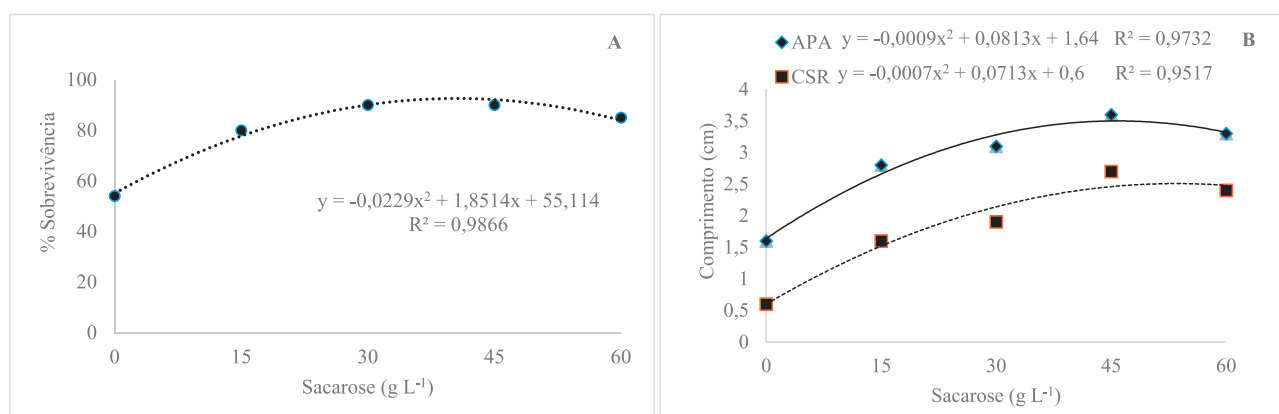 A
100
80
60
40
20
0
% Sobrevivência
y = -0,0229x² + 1,8514x + 55,114
R² = 0,9866
0 15 30 45 60
Sacarose (g L⁻¹)
B
APA y = -0,0009x² + 0,0813x + 1,64 R² = 0,9732
CSR y = -0,0007x² + 0,0713x + 0,6 R² = 0,9517
4
3,5
3
2,5
2
1,5
1
0,5
0
Comprimento (cm)
0 15 30 45 60
Sacarose (g L⁻¹)